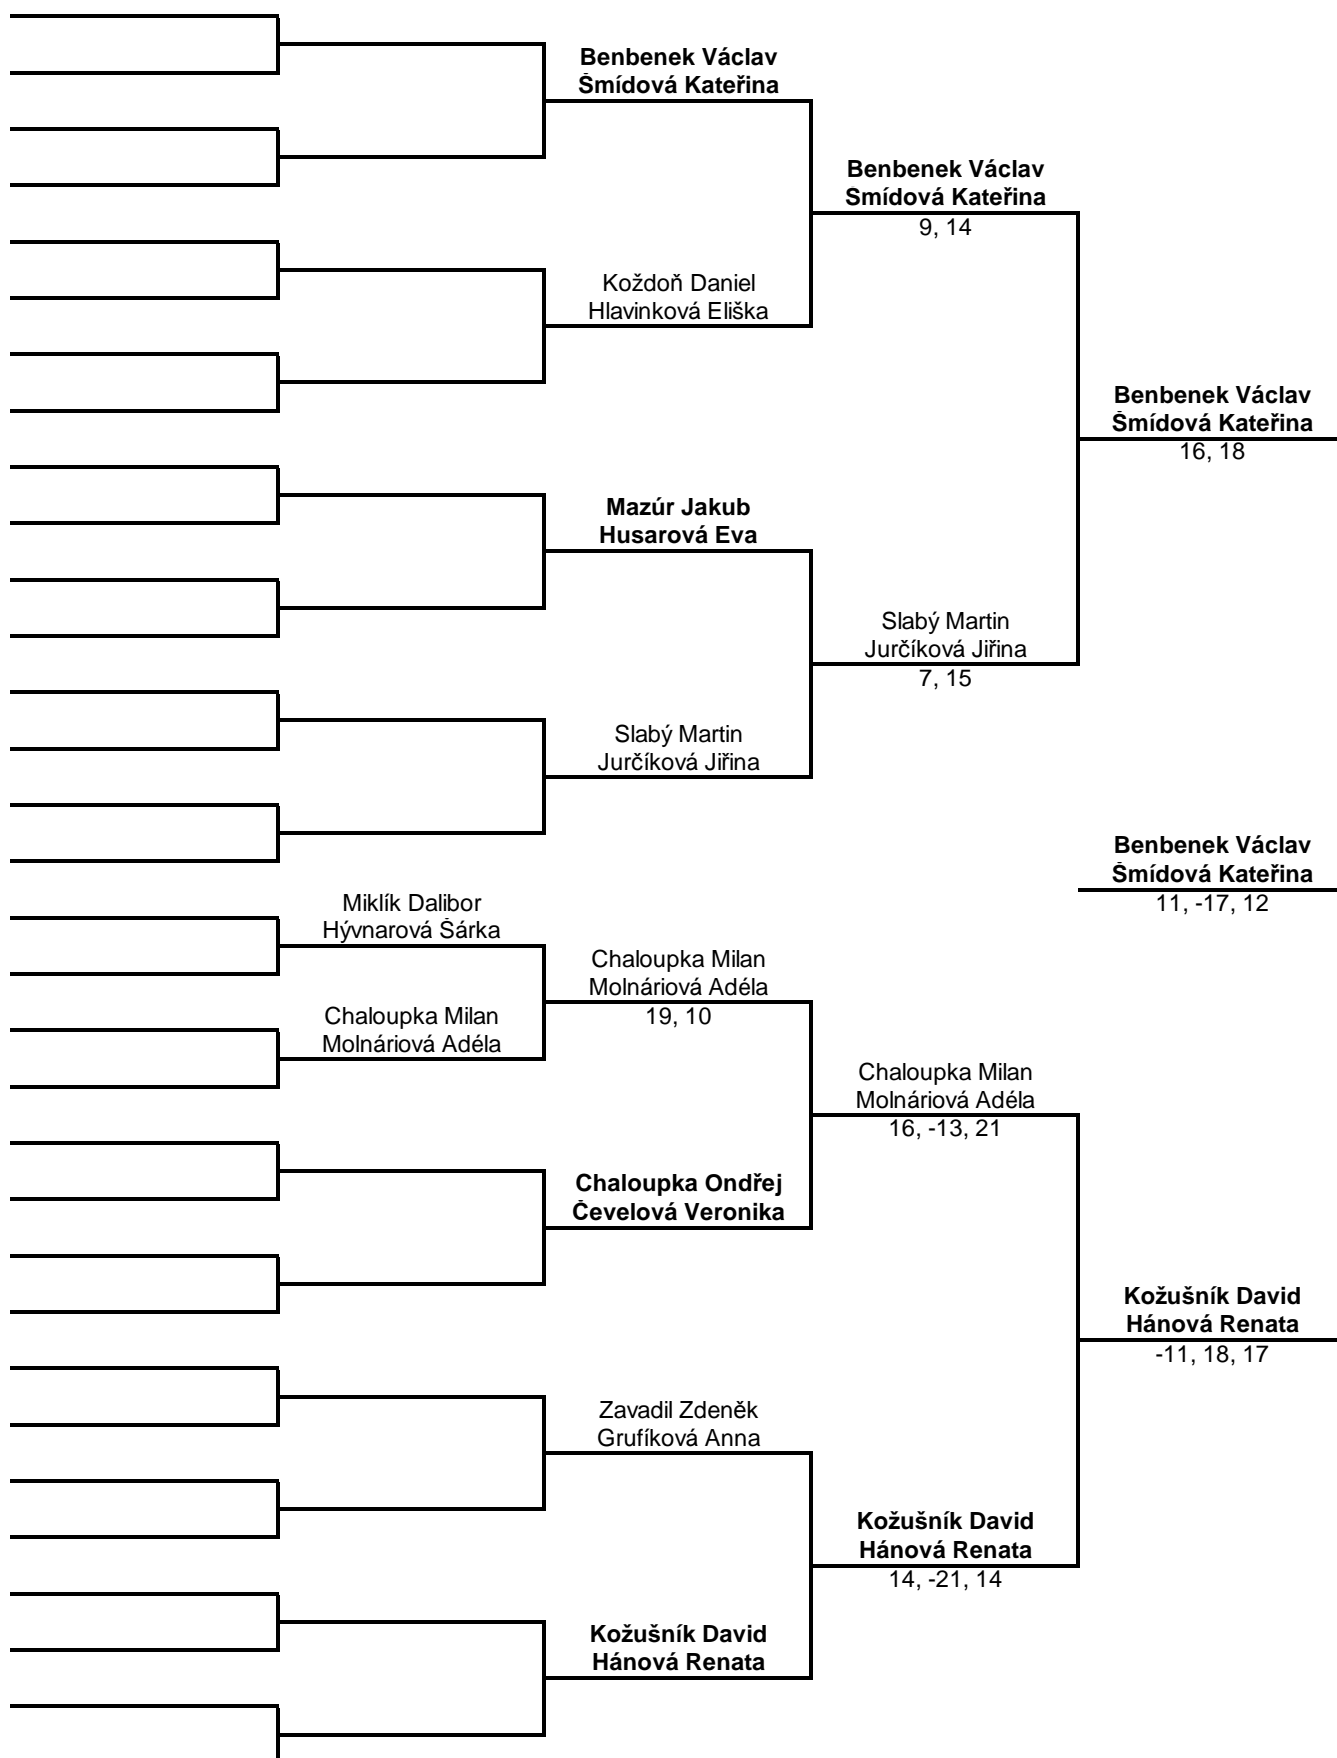 Benbenek Václav
Šmídová Kateřina
Benbenek Václav
Šmídová Kateřina
9, 14
Koždoň Daniel
Hlavinková Eliška
Benbenek Václav
Šmídová Kateřina
16, 18
Mazúr Jakub
Husarová Eva
Slabý Martin
Jurčíková Jiřina
7, 15
Slabý Martin
Jurčíková Jiřina
Benbenek Václav
Šmídová Kateřina
11, -17, 12
Miklík Dalibor
Hývnarová Šárka
Chaloupka Milan
Molnáriová Adéla
19, 10
Chaloupka Milan
Molnáriová Adéla
Chaloupka Milan
Molnáriová Adéla
16, -13, 21
Chaloupka Ondřej
Čevelová Veronika
Kožušník David
Hánová Renata
-11, 18, 17
Zavadil Zdeněk
Grufíková Anna
Kožušník David
Hánová Renata
14, -21, 14
Kožušník David
Hánová Renata